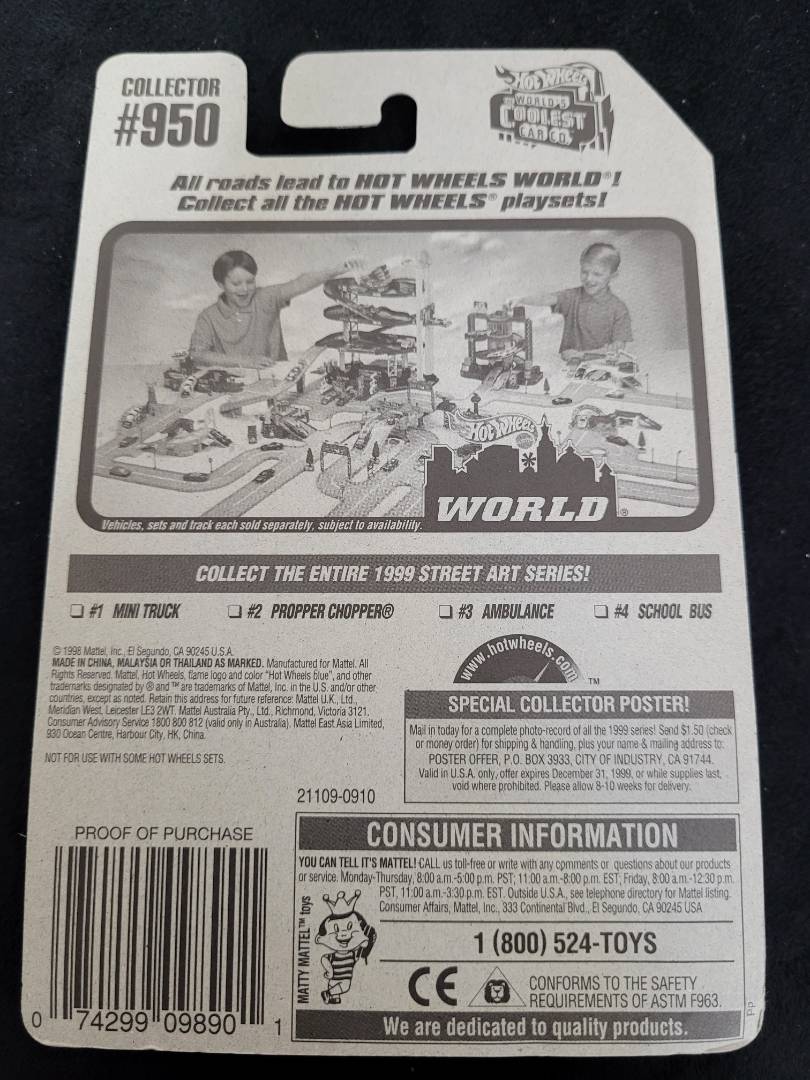 COLLECTOR
#950
Hot Wheels
WORLD'S
COOLEST
CAR CO.
All roads lead to HOT WHEELS WORLD®!
Collect all the HOT WHEELS® playsets!
Hot Wheels
WORLD®
Vehicles, sets and track each sold separately, subject to availability.
COLLECT THE ENTIRE 1999 STREET ART SERIES!
#1 MINI TRUCK
#2 PROPPER CHOPPER®
#3 AMBULANCE
#4 SCHOOL BUS
© 1998 Mattel, Inc., El Segundo, CA 90245 U.S.A.
MADE IN CHINA, MALAYSIA OR THAILAND AS MARKED. Manufactured for Mattel. All
Rights Reserved. Mattel, Hot Wheels, flame logo and color "Hot Wheels blue", and other
trademarks designated by ® and ™ are trademarks of Mattel, Inc. in the U.S. and/or other
countries, except as noted. Retain this address for future reference: Mattel U.K., Ltd.,
Meridian West, Leicester LE3 2WT. Mattel Australia Pty., Ltd., Richmond, Victoria 3121.
Consumer Advisory Service 1800 800 812 (valid only in Australia). Mattel East Asia Limited,
930 Ocean Centre, Harbour City, HK, China.
NOT FOR USE WITH SOME HOT WHEELS SETS.
21109-0910
www.hotwheels.com
™
SPECIAL COLLECTOR POSTER!
Mail in today for a complete photo-record of all the 1999 series! Send $1.50 (check
or money order) for shipping & handling, plus your name & mailing address to:
POSTER OFFER, P.O. BOX 3933, CITY OF INDUSTRY, CA 91744.
Valid in U.S.A. only, offer expires December 31, 1999, or while supplies last,
void where prohibited. Please allow 8-10 weeks for delivery.
PROOF OF PURCHASE
0 74299 09890 1
CONSUMER INFORMATION
YOU CAN TELL IT'S MATTEL! CALL us toll-free or write with any comments or questions about our products
or service. Monday-Thursday, 8:00 a.m.-5:00 p.m. PST; 11:00 a.m.-8:00 p.m. EST; Friday, 8:00 a.m.-12:30 p.m.
PST, 11:00 a.m.-3:30 p.m. EST. Outside U.S.A., see telephone directory for Mattel listing.
Consumer Affairs, Mattel, Inc., 333 Continental Blvd., El Segundo, CA 90245 USA
MATTY MATTEL™ toys
1 (800) 524-TOYS
CE
CONFORMS TO THE SAFETY
REQUIREMENTS OF ASTM F963.
We are dedicated to quality products.